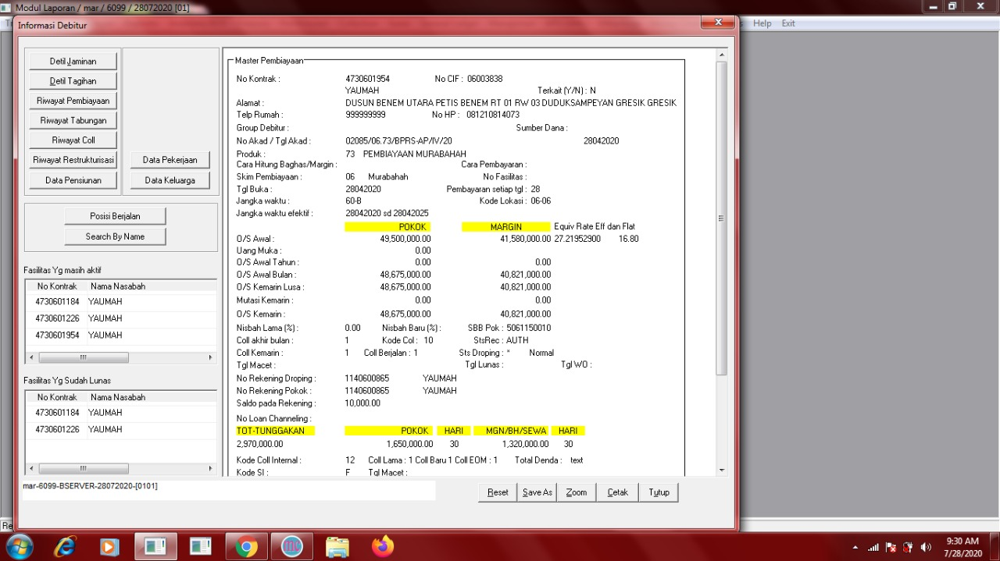 Modul Laporan / mar / 6099 / 28072020 [01]
Help Exit
Informasi Debitur
Detil Jaminan
Detil Tagihan
Riwayat Pembiayaan
Riwayat Tabungan
Riwayat Coll
Riwayat Restrukturisasi
Data Pensiunan
Data Pekerjaan
Data Keluarga
Posisi Berjalan
Search By Name
Fasilitas Yg masih aktif
No Kontrak Nama Nasabah
4730601184 YAUMAH
4730601226 YAUMAH
4730601954 YAUMAH
Fasilitas Yg Sudah Lunas
No Kontrak Nama Nasabah
4730601184 YAUMAH
4730601226 YAUMAH
mar-6099-BSERVER-28072020-[0101]
Master Pembiayaan
No Kontrak : 4730601954 No CIF : 06003838
YAUMAH Terkait (Y/N) : N
Alamat : DUSUN BENEM UTARA PETIS BENEM RT 01 RW 03 DUDUKSAMPEYAN GRESIK GRESIK
Telp Rumah : 999999999 No HP : 081210814073
Group Debitur : Sumber Dana :
No Akad / Tgl Akad : 02085/06.73/BPRS-AP/IV/20 28042020
Produk : 73 PEMBIAYAAN MURABAHAH
Cara Hitung Baghas/Margin : Cara Pembayaran :
Skim Pembiayaan : 06 Murabahah No Fasilitas :
Tgl Buka : 28042020 Pembayaran setiap tgl : 28
Jangka waktu : 60-B Kode Lokasi : 06-06
Jangka waktu efektif : 28042020 sd 28042025
POKOK MARGIN Equiv Rate Eff dan Flat
O/S Awal : 49,500,000.00 41,580,000.00 27.21952900 16.80
Uang Muka : 0.00
O/S Awal Tahun : 0.00 0.00
O/S Awal Bulan : 48,675,000.00 40,821,000.00
O/S Kemarin Lusa : 48,675,000.00 40,821,000.00
Mutasi Kemarin : 0.00 0.00
O/S Kemarin : 48,675,000.00 40,821,000.00
Nisbah Lama (%) : 0.00 Nisbah Baru (%) : SBB Pok : 5061150010
Coll akhir bulan : 1 Kode Col : 10 StsRec : AUTH
Coll Kemarin : 1 Coll Berjalan : 1 Sts Droping : * Normal
Tgl Macet : Tgl Lunas : Tgl WO :
No Rekening Droping : 1140600865 YAUMAH
No Rekening Pokok : 1140600865 YAUMAH
Saldo pada Rekening : 10,000.00
No Loan Channeling :
TOT-TUNGGAKAN POKOK HARI MGN/BH/SEWA HARI
2,970,000.00 1,650,000.00 30 1,320,000.00 30
Kode Coll Internal : 12 Coll Lama : 1 Coll Baru 1 Coll EOM : 1 Total Denda : text
Kode SI : F Tgl Macet :
Reset Save As Zoom Cetak Tutup
Re
9:30 AM
7/28/2020